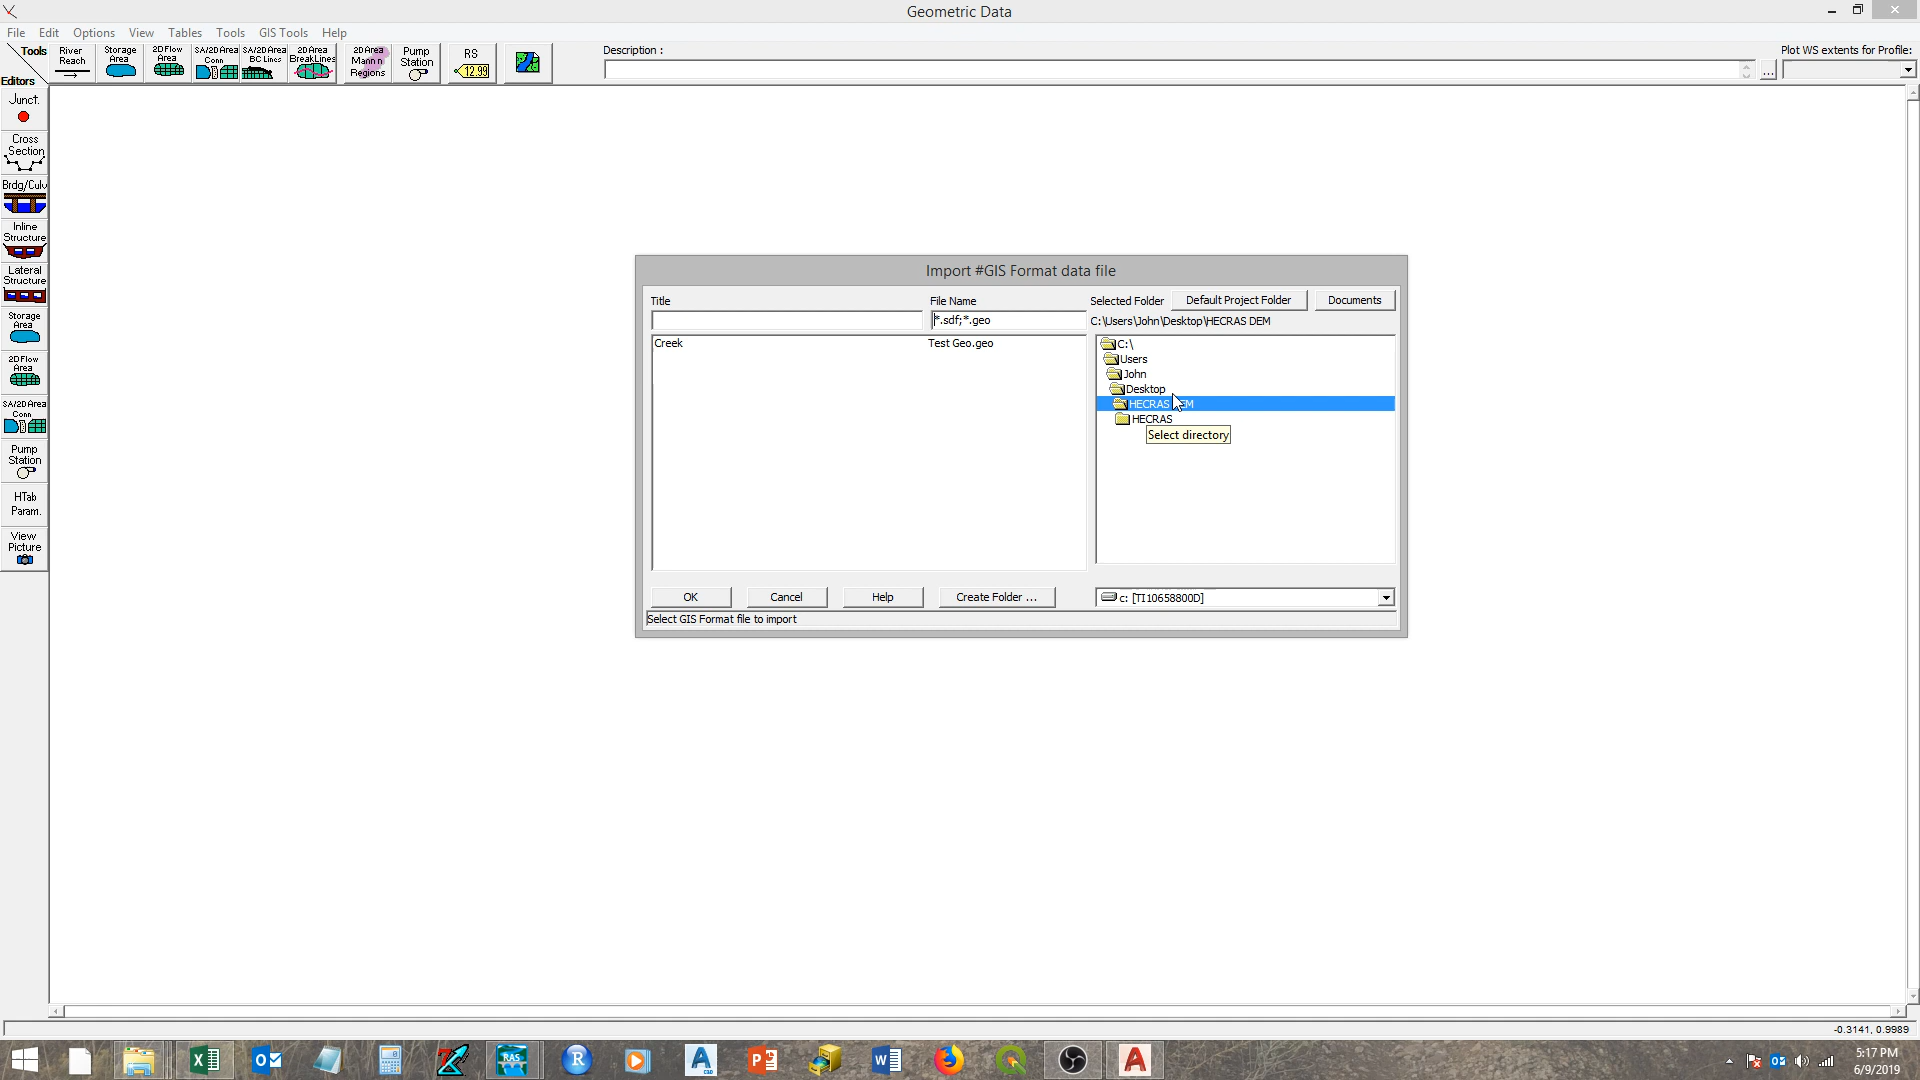 Geometric Data
File Edit Options View Tables Tools GIS Tools Help
Tools
Editors
River Reach
Storage Area
2D Flow Area
SA/2D Area Conn
SA/2D Area BC Lines
2D Area BreakLines
2D Area Mann n Regions
Pump Station
RS 12.99
Description :
...
Plot WS extents for Profile:
Junct.
Cross Section
Brdg/Culv
Inline Structure
Lateral Structure
Storage Area
2D Flow Area
SA/2D Area Conn
Pump Station
HTab Param.
View Picture
Import #GIS Format data file
Title File Name Selected Folder Default Project Folder Documents
*.sdf;*.geo C:\Users\John\Desktop\HECRAS DEM
Creek Test Geo.geo
C:\
Users
John
Desktop
HECRAS DEM
HECRAS
Select directory
OK Cancel Help Create Folder ... c: [TI10658800D]
Select GIS Format file to import
-0.3141, 0.9989
RAS
5:17 PM
6/9/2019